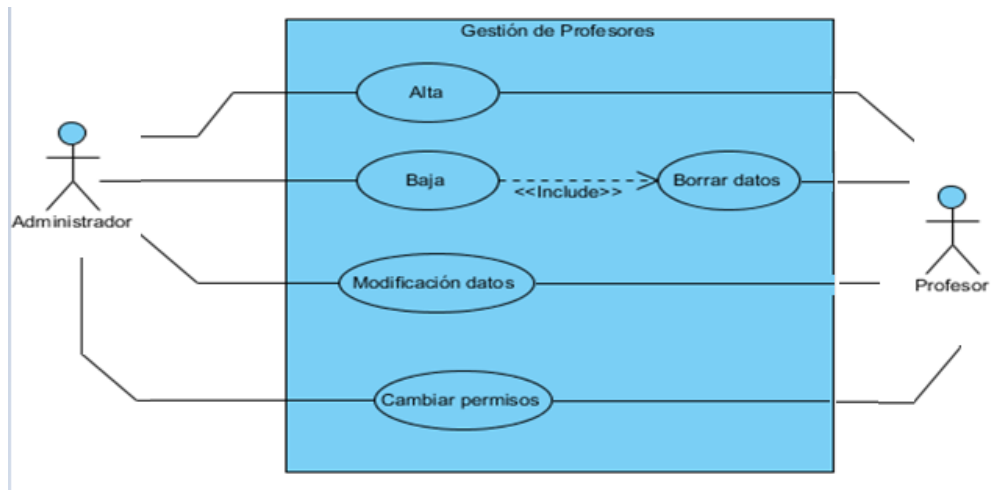 Gestión de Profesores
Alta
Baja
<<Include>>
Borrar datos
Administrador
Profesor
Modificación datos
Cambiar permisos